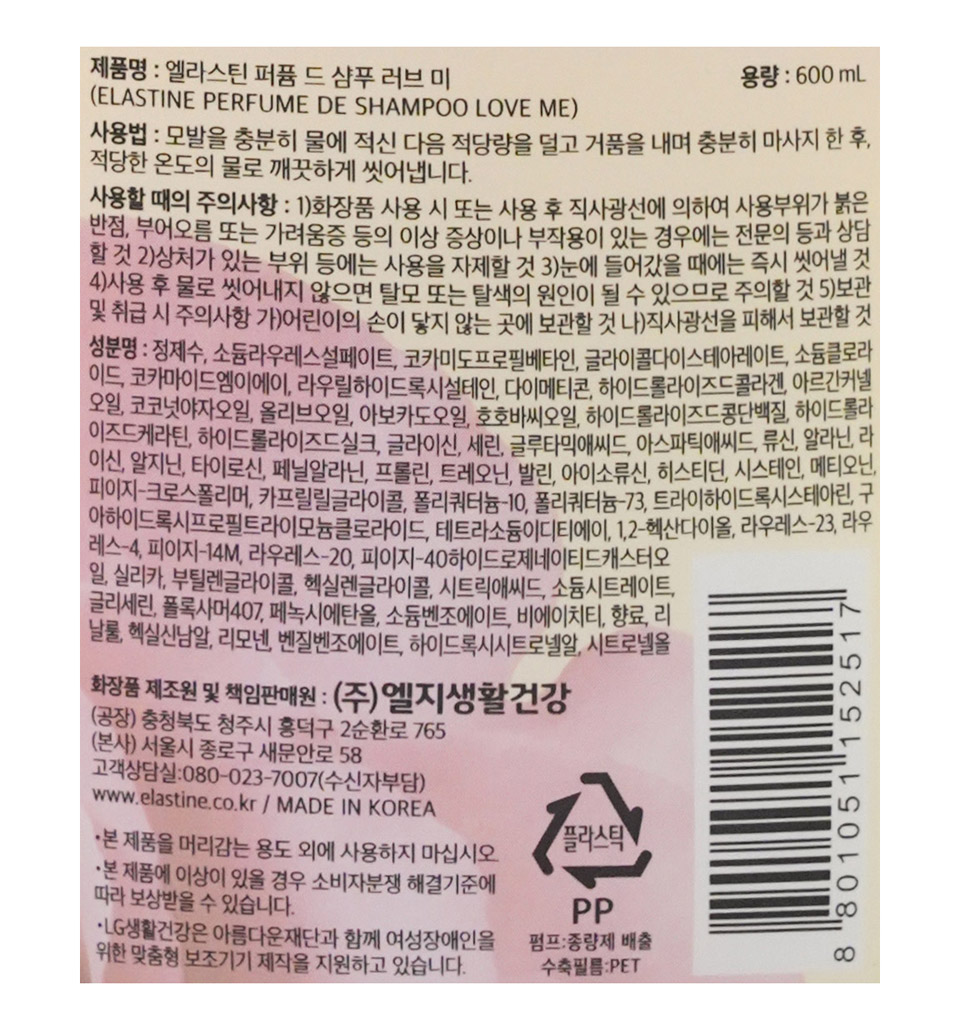 제품명 : 엘라스틴 퍼퓸 드 샴푸 러브 미
용량 : 600 mL
(ELASTINE PERFUME DE SHAMPOO LOVE ME)
사용법 : 모발을 충분히 물에 적신 다음 적당량을 덜고 거품을 내며 충분히 마사지 한 후,
적당한 온도의 물로 깨끗하게 씻어냅니다.
사용할 때의 주의사항 : 1)화장품 사용 시 또는 사용 후 직사광선에 의하여 사용부위가 붉은
반점, 부어오름 또는 가려움증 등의 이상 증상이나 부작용이 있는 경우에는 전문의 등과 상담
할 것 2)상처가 있는 부위 등에는 사용을 자제할 것 3)눈에 들어갔을 때에는 즉시 씻어낼 것
4)사용 후 물로 씻어내지 않으면 탈모 또는 탈색의 원인이 될 수 있으므로 주의할 것 5)보관
및 취급 시 주의사항 가)어린이의 손이 닿지 않는 곳에 보관할 것 나)직사광선을 피해서 보관할 것
성분명 : 정제수, 소듐라우레스설페이트, 코카미도프로필베타인, 글라이콜다이스테아레이트, 소듐클로라
이드, 코카마이드엠이에이, 라우릴하이드록시설테인, 다이메티콘, 하이드롤라이즈드콜라겐, 아르간커넬
오일, 코코넛야자오일, 올리브오일, 아보카도오일, 호호바씨오일, 하이드롤라이즈드콩단백질, 하이드롤라
이즈드케라틴, 하이드롤라이즈드실크, 글라이신, 세린, 글루타믹애씨드, 아스파틱애씨드, 류신, 알라닌, 라
이신, 알지닌, 타이로신, 페닐알라닌, 프롤린, 트레오닌, 발린, 아이소류신, 히스티딘, 시스테인, 메티오닌,
피이지-크로스폴리머, 카프릴릴글라이콜, 폴리쿼터늄-10, 폴리쿼터늄-73, 트라이하이드록시스테아린, 구
아하이드록시프로필트라이모늄클로라이드, 테트라소듐이디티에이, 1,2-헥산다이올, 라우레스-23, 라우
레스-4, 피이지-14M, 라우레스-20, 피이지-40하이드로제네이티드캐스터오
일, 실리카, 부틸렌글라이콜, 헥실렌글라이콜, 시트릭애씨드, 소듐시트레이트,
글리세린, 폴록사머407, 페녹시에탄올, 소듐벤조에이트, 비에이치티, 향료, 리
날룰, 헥실신남알, 리모넨, 벤질벤조에이트, 하이드록시시트로넬알, 시트로넬올
화장품 제조원 및 책임판매원 : (주)엘지생활건강
(공장) 충청북도 청주시 흥덕구 2순환로 765
(본사) 서울시 종로구 새문안로 58
고객상담실:080-023-7007(수신자부담)
www.elastine.co.kr / MADE IN KOREA
•본 제품을 머리감는 용도 외에 사용하지 마십시오
•본 제품에 이상이 있을 경우 소비자분쟁 해결기준에
따라 보상받을 수 있습니다.
•LG생활건강은 아름다운재단과 함께 여성장애인을
위한 맞춤형 보조기기 제작을 지원하고 있습니다.
플라스틱
PP
펌프:종량제 배출
수축필름:PET
8 801051 152517